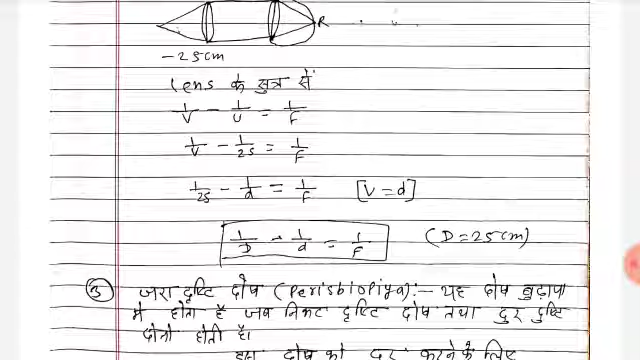 R
-25cm
Lens के सुत्र से
1/V - 1/U = 1/F
1/V - 1/25 = 1/F
1/25 - 1/d = 1/F [V=d]
1/D - 1/d = 1/F (D=25cm)
③ जरा दृष्टि दोष (Perisbiopiya):- यह दोष बुढ़ापा
मे होता है जब निकट दृष्टि दोष तथा दुर दृष्टि
दोनो होती है।
इस दोष को दूर करने के लिए